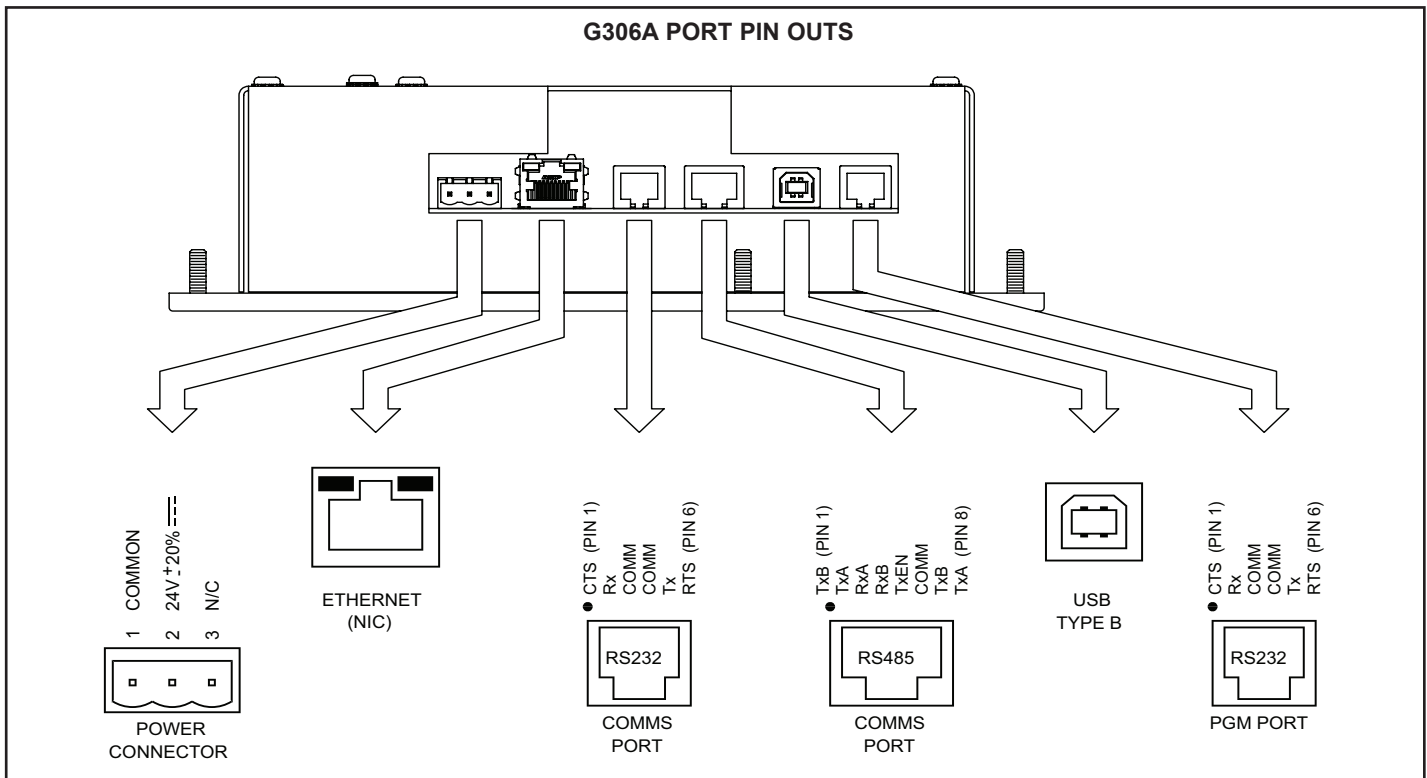 G306A PORT PIN OUTS
1 COMMON
2 24V ±20%
3 N/C
POWER
CONNECTOR
ETHERNET
(NIC)
CTS (PIN 1)
Rx
COMM
COMM
Tx
RTS (PIN 6)
RS232
COMMS
PORT
TxB (PIN 1)
TxA
RxA
RxB
TxEN
COMM
TxB
TxA (PIN 8)
RS485
COMMS
PORT
USB
TYPE B
CTS (PIN 1)
Rx
COMM
COMM
Tx
RTS (PIN 6)
RS232
PGM PORT